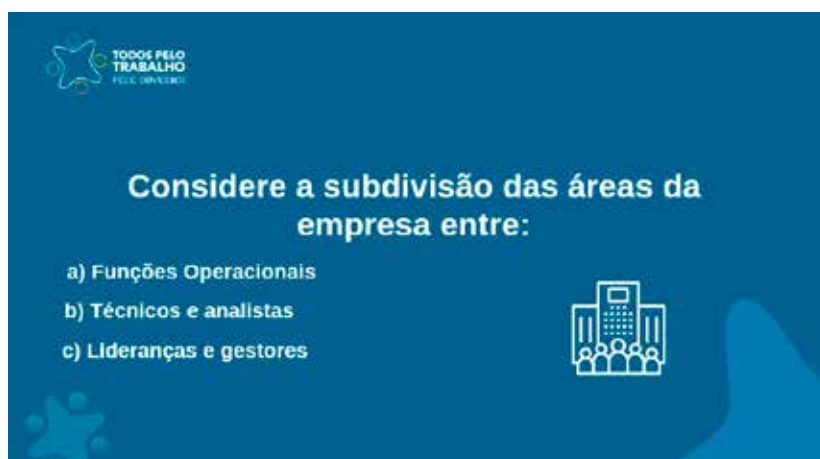 TODOS PELO
TRABALHO
Considere a subdivisão das áreas da
empresa entre:
a) Funções Operacionais
b) Técnicos e analistas
c) Lideranças e gestores